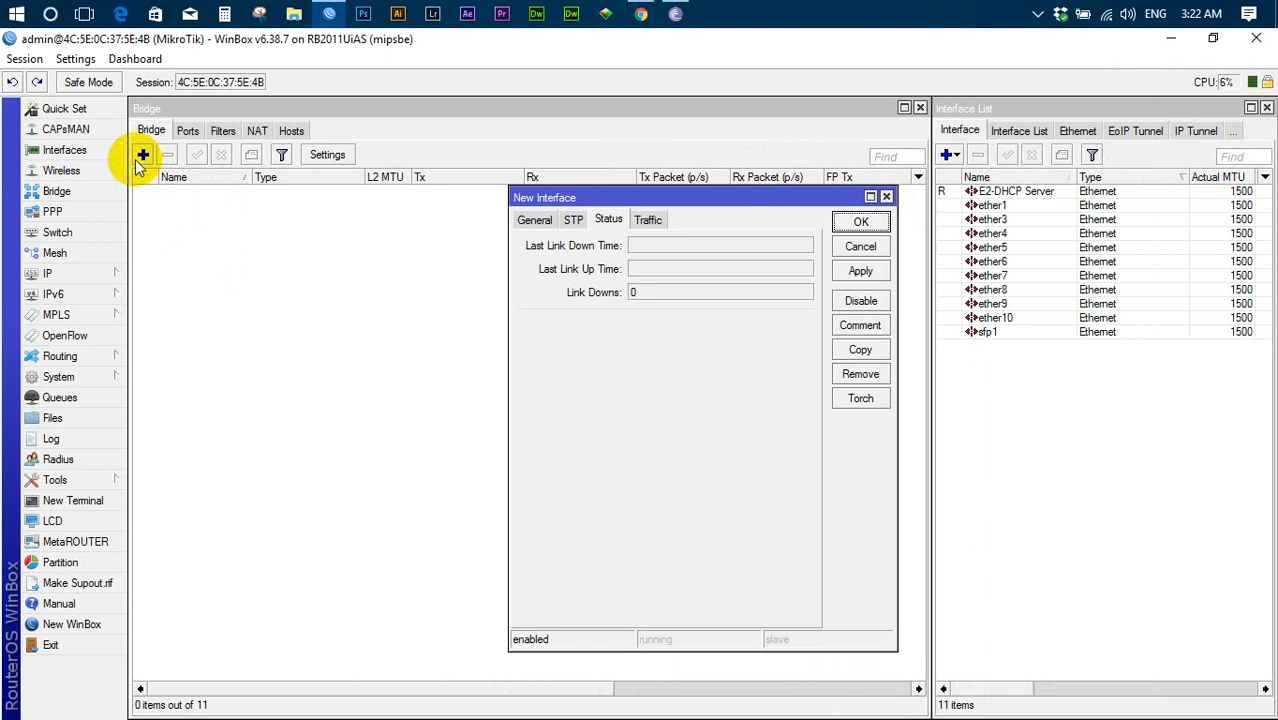 Ps
Ai
Lr
Ae
Pr
Dw
Dw
ENG
3:22 AM
admin@4C:5E:0C:37:5E:4B (MikroTik) - WinBox v6.38.7 on RB2011UiAS (mipsbe)
Session Settings Dashboard
Safe Mode Session: 4C:5E:0C:37:5E:4B CPU: 6%
Quick Set
CAPsMAN
Interfaces
Wireless
Bridge
PPP
Switch
Mesh
IP
IPv6
MPLS
OpenFlow
Routing
System
Queues
Files
Log
Radius
Tools
New Terminal
LCD
MetaROUTER
Partition
Make Supout.rif
Manual
New WinBox
Exit
RouterOS WinBox
Bridge
Bridge Ports Filters NAT Hosts
Settings Find
Name Type L2 MTU Tx Rx Tx Packet (p/s) Rx Packet (p/s) FP Tx
0 items out of 11
New Interface
General STP Status Traffic
Last Link Down Time:
Last Link Up Time:
Link Downs: 0
OK
Cancel
Apply
Disable
Comment
Copy
Remove
Torch
enabled running slave
Interface List
Interface Interface List Ethernet EoIP Tunnel IP Tunnel ...
Find
Name Type Actual MTU
R E2-DHCP Server Ethernet 1500
ether1 Ethernet 1500
ether3 Ethernet 1500
ether4 Ethernet 1500
ether5 Ethernet 1500
ether6 Ethernet 1500
ether7 Ethernet 1500
ether8 Ethernet 1500
ether9 Ethernet 1500
ether10 Ethernet 1500
sfp1 Ethernet 1500
11 items